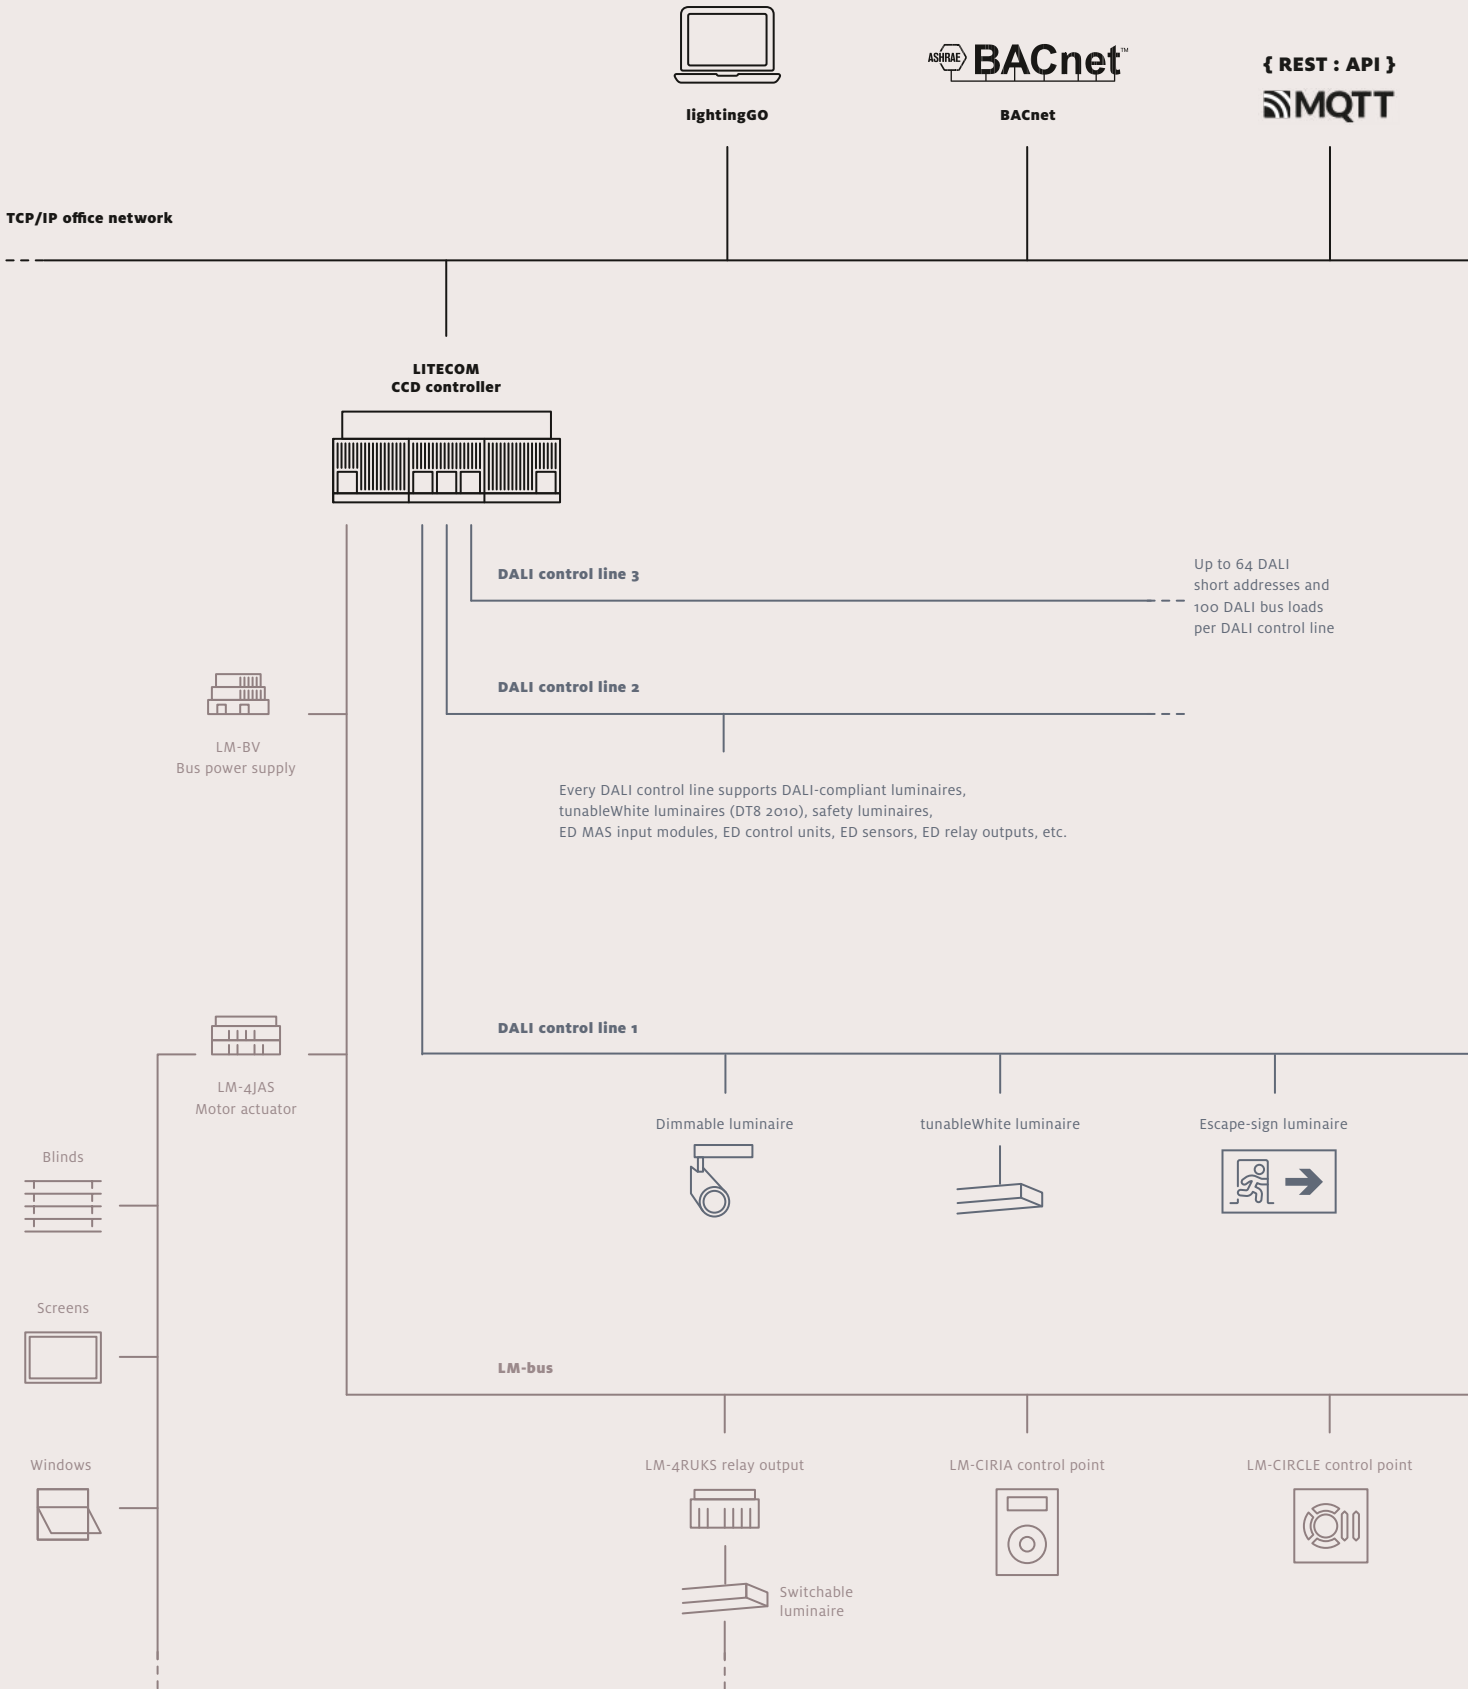 ASHRAE BACnet™
{ REST : API }
MQTT
lightingGO
BACnet
TCP/IP office network
LITECOM
CCD controller
DALI control line 3
Up to 64 DALI
short addresses and
100 DALI bus loads
per DALI control line
DALI control line 2
LM-BV
Bus power supply
Every DALI control line supports DALI-compliant luminaires,
tunableWhite luminaires (DT8 2010), safety luminaires,
ED MAS input modules, ED control units, ED sensors, ED relay outputs, etc.
DALI control line 1
LM-4JAS
Motor actuator
Dimmable luminaire
tunableWhite luminaire
Escape-sign luminaire
Blinds
Screens
LM-bus
Windows
LM-4RUKS relay output
LM-CIRIA control point
LM-CIRCLE control point
Switchable
luminaire